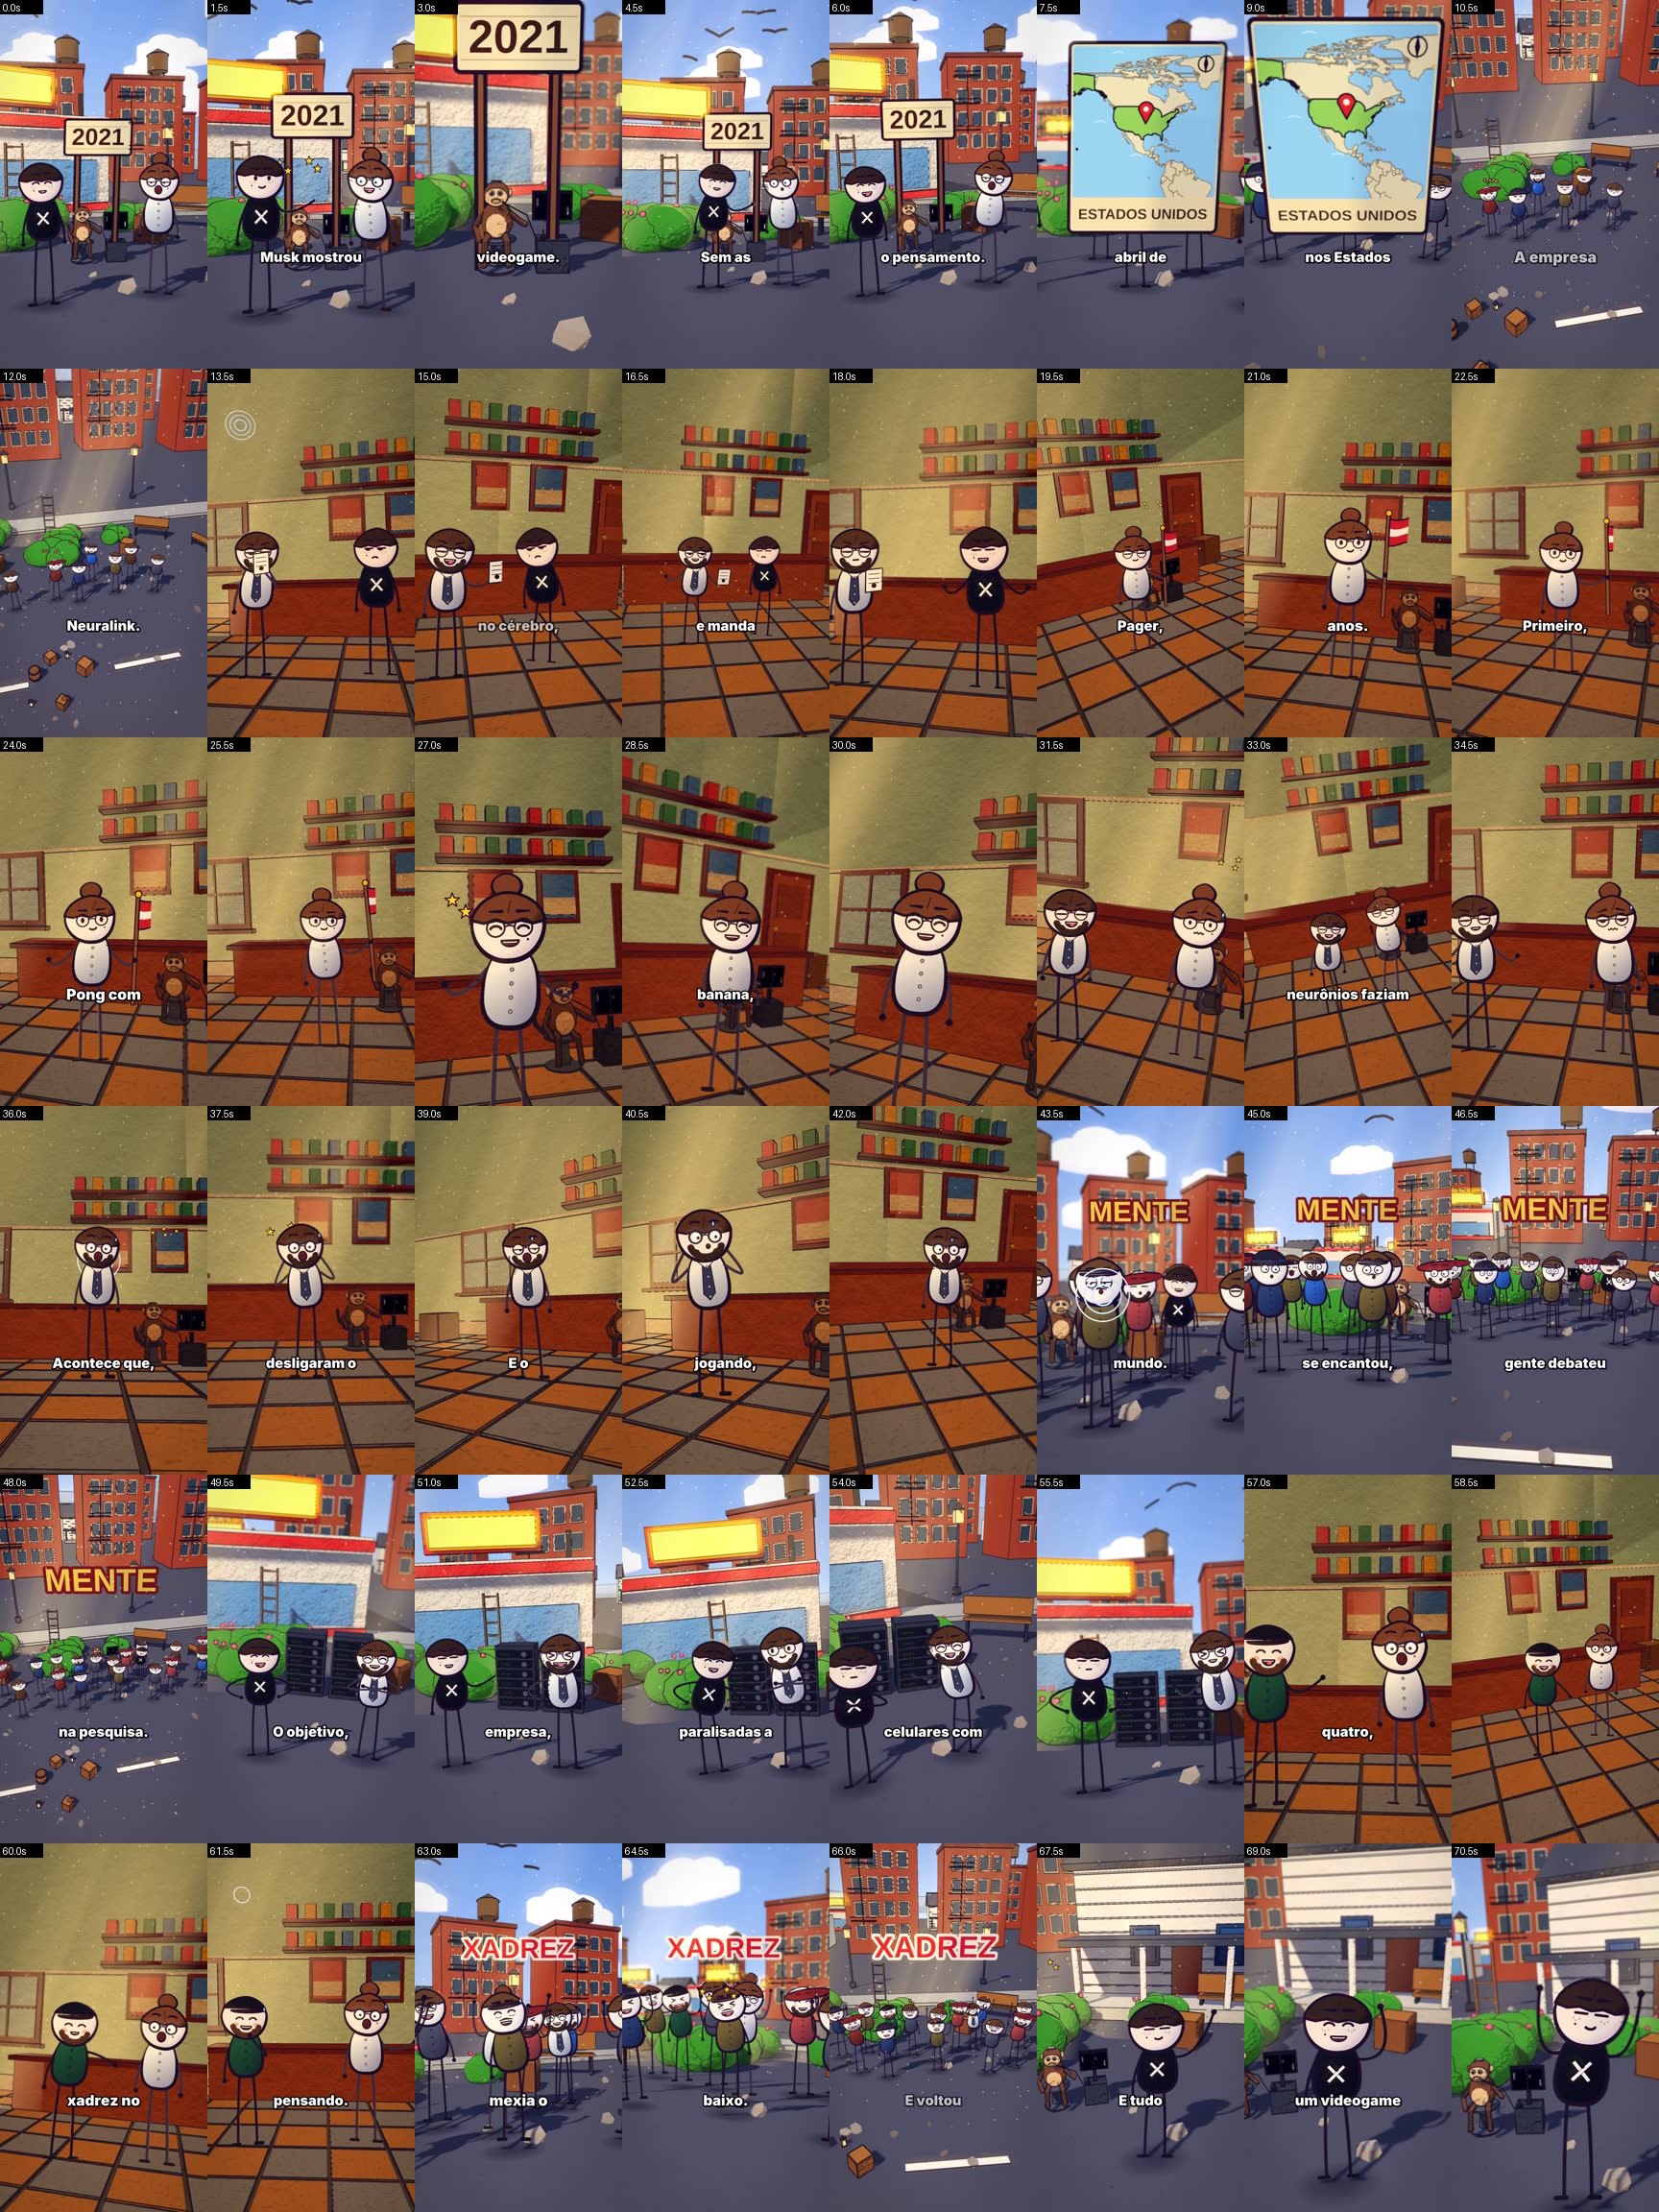 0.0s
1.5s
3.0s
4.5s
6.0s
7.5s
9.0s
10.5s
2021
2021
2021
2021
2021
ESTADOS UNIDOS
ESTADOS UNIDOS
X
X
X
X
Musk mostrou
videogame.
Sem as
o pensamento.
abril de
nos Estados
A empresa
12.0s
13.5s
15.0s
16.5s
18.0s
19.5s
21.0s
22.5s
X
X
X
X
Neuralink.
no cérebro,
e manda
Pager,
anos.
Primeiro,
24.0s
25.5s
27.0s
28.5s
30.0s
31.5s
33.0s
34.5s
Pong com
banana,
neurônios faziam
36.0s
37.5s
39.0s
40.5s
42.0s
43.5s
45.0s
46.5s
MENTE
MENTE
MENTE
X
Acontece que,
desligaram o
E o
jogando,
mundo.
se encantou,
gente debateu
48.0s
49.5s
51.0s
52.5s
54.0s
55.5s
57.0s
58.5s
MENTE
X
X
X
X
X
na pesquisa.
O objetivo,
empresa,
paralisadas a
celulares com
quatro,
60.0s
61.5s
63.0s
64.5s
66.0s
67.5s
69.0s
70.5s
XADREZ
XADREZ
XADREZ
X
X
X
xadrez no
pensando.
mexia o
baixo.
E voltou
E tudo
um videogame